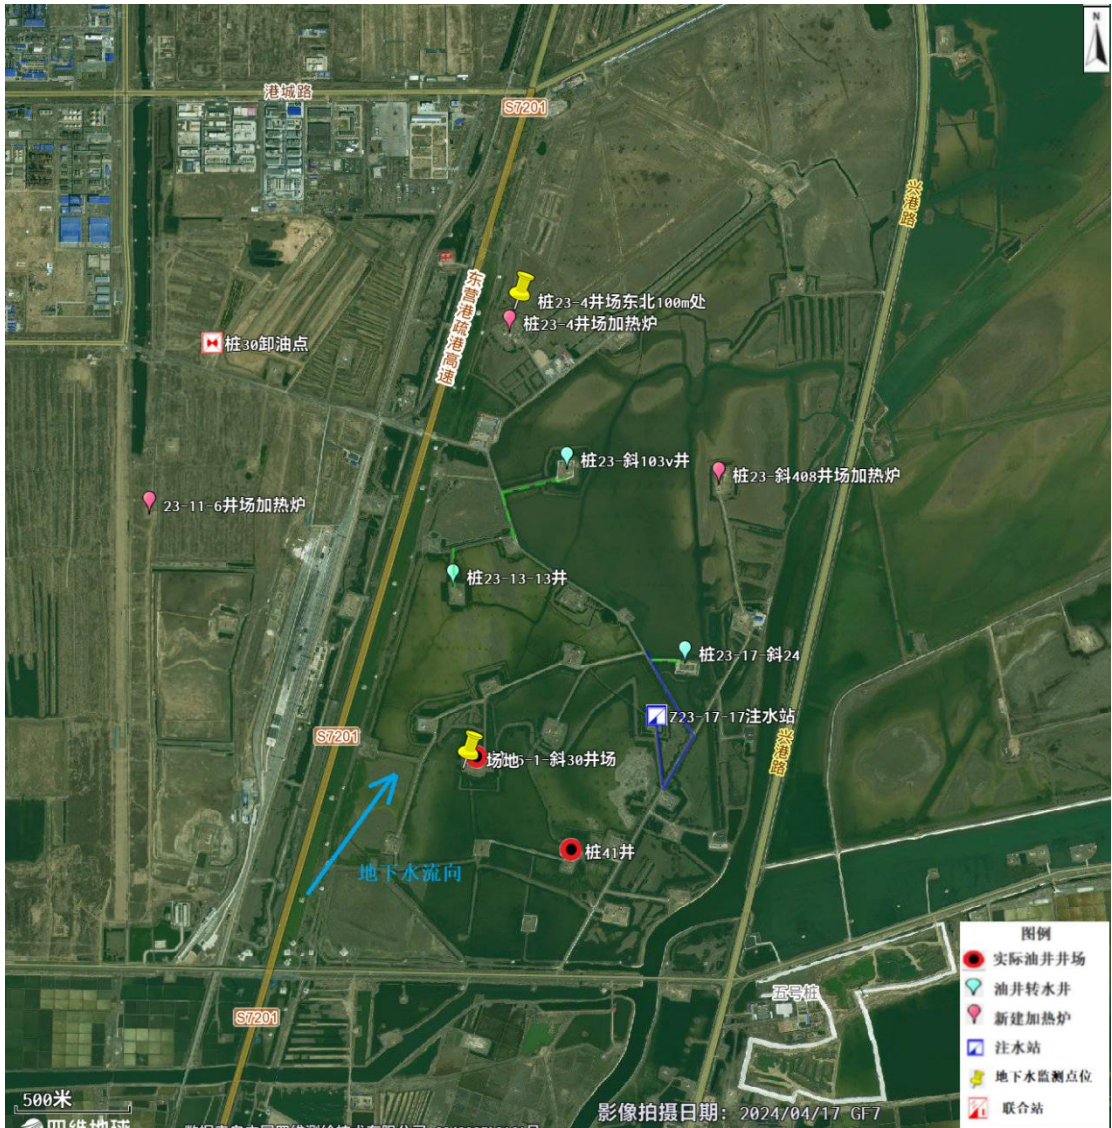 N
港城路
S7201
兴港路
东营港疏港高速
桩23-4井场东北100m处
桩23-4井场加热炉
桩30卸油点
桩23-斜103v井
桩23-斜408井场加热炉
23-11-6井场加热炉
桩23-13-13井
桩23-17-斜24
Z23-17-17注水站
S7201
场地
-1-斜30井场
兴港路
地下水流向
桩41井
五号桩
S7201
图例
实际油井井场
油井转水井
新建加热炉
注水站
地下水监测点位
联合站
500米
四维地球
影像拍摄日期: 2024/04/17 GF7